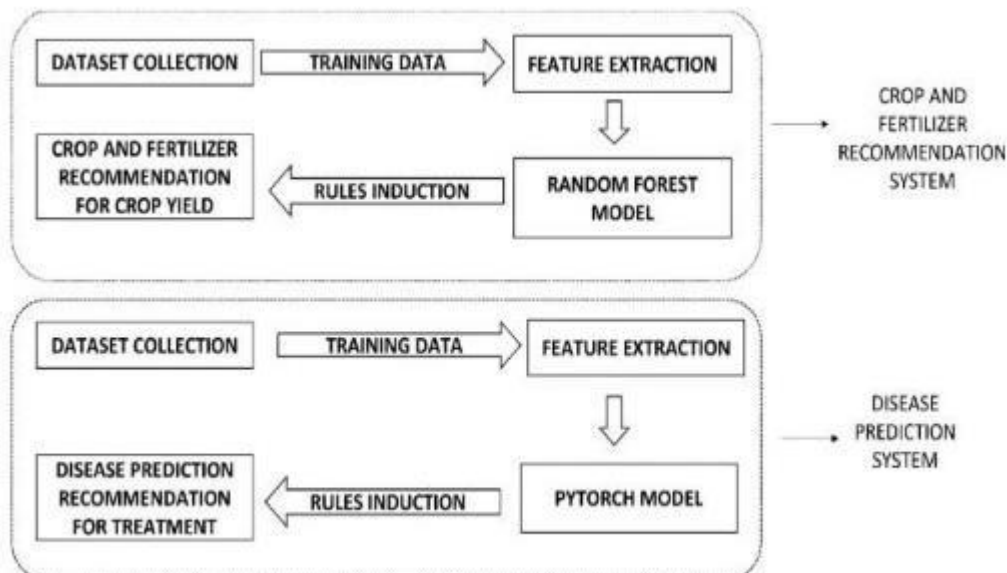 DATASET COLLECTION
TRAINING DATA
FEATURE EXTRACTION
CROP AND FERTILIZER
RECOMMENDATION
FOR CROP YIELD
RULES INDUCTION
RANDOM FOREST
MODEL
CROP AND
FERTILIZER
RECOMMENDATION
SYSTEM
DATASET COLLECTION
TRAINING DATA
FEATURE EXTRACTION
DISEASE PREDICTION
RECOMMENDATION
FOR TREATMENT
RULES INDUCTION
PYTORCH MODEL
DISEASE
PREDICTION
SYSTEM